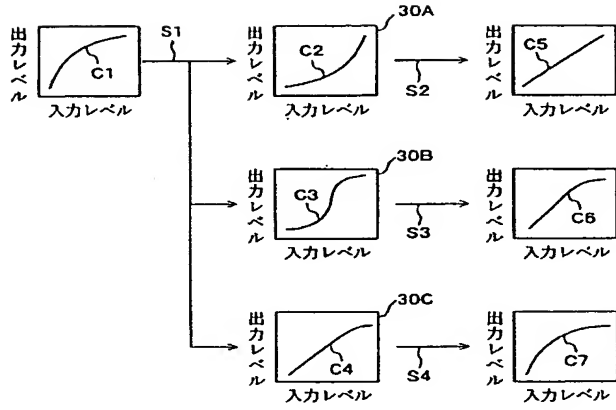 出力レベル
C1
入力レベル
S1
30A
出力レベル
C2
入力レベル
S2
出力レベル
C5
入力レベル
30B
出力レベル
C3
入力レベル
S3
出力レベル
C6
入力レベル
30C
出力レベル
C4
入力レベル
S4
出力レベル
C7
入力レベル